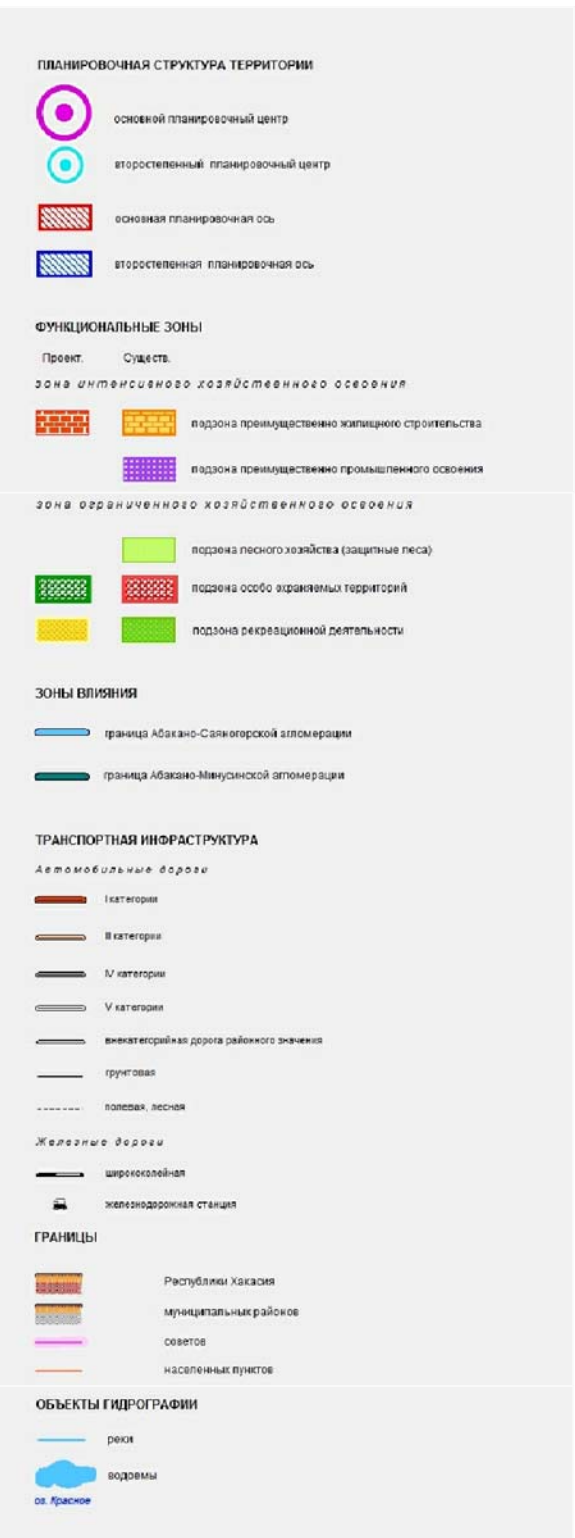 ПЛАНИРОВОЧНАЯ СТРУКТУРА ТЕРРИТОРИИ
основной планировочный центр
второстепенный планировочный центр
основная планировочная ось
второстепенная планировочная ось
ФУНКЦИОНАЛЬНЫЕ ЗОНЫ
Проект. Существ.
зона интенсивного хозяйственного освоения
подзона преимущественно жилищного строительства
подзона преимущественно промышленного освоения
зона ограниченного хозяйственного освоения
подзона лесного хозяйства (защитные леса)
подзона особо охраняемых территорий
подзона рекреационной деятельности
ЗОНЫ ВЛИЯНИЯ
граница Абакано-Саяногорской агломерации
граница Абакано-Минусинской агломерации
ТРАНСПОРТНАЯ ИНФРАСТРУКТУРА
Автомобильные дороги
I категории
III категории
IV категории
V категории
внекатегорийная дорога районного значения
грунтовая
полевая, лесная
Железные дороги
ширококолейная
железнодорожная станция
ГРАНИЦЫ
Республики Хакасия
муниципальных районов
советов
населенных пунктов
ОБЪЕКТЫ ГИДРОГРАФИИ
реки
водоемы
оз. Красное